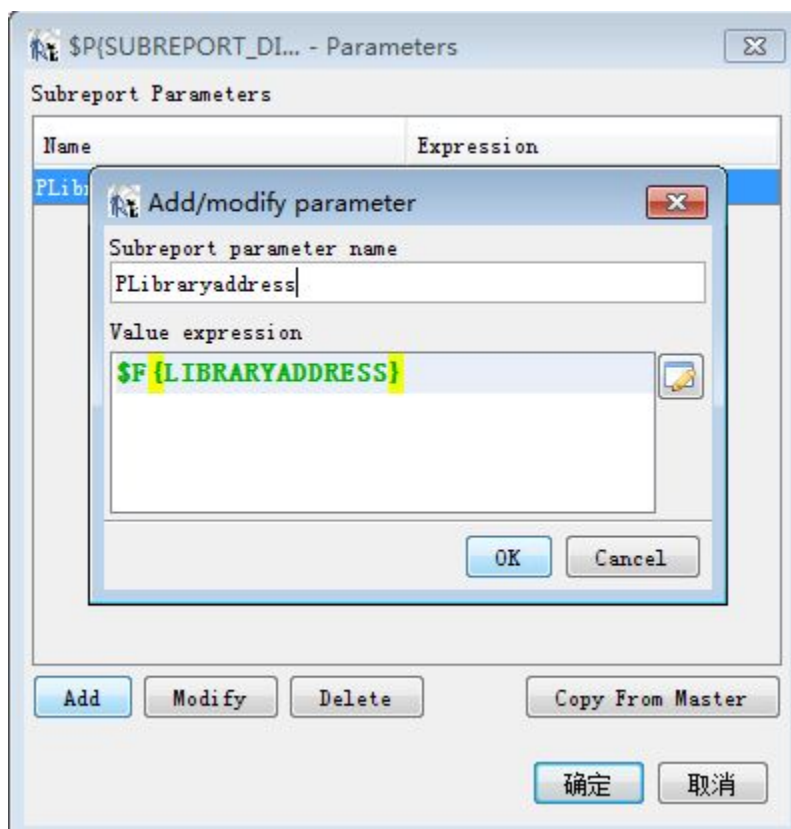 $P{SUBREPORT_DI... - Parameters
Subreport Parameters
Name Expression
PLibr
Add/modify parameter
Subreport parameter name
PLibraryaddress
Value expression
$F{LIBRARYADDRESS}
OK Cancel
Add Modify Delete Copy From Master
确定 取消